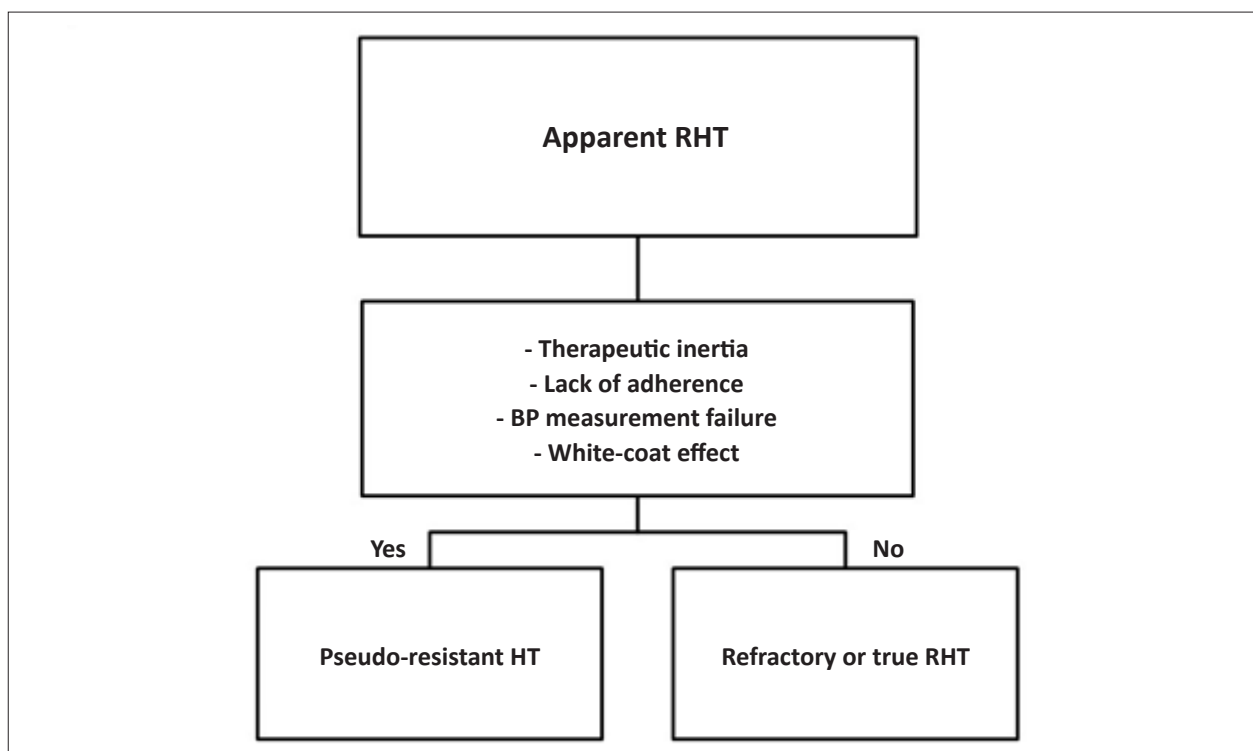 Apparent RHT
- Therapeutic inertia
- Lack of adherence
- BP measurement failure
- White-coat effect
Yes
No
Pseudo-resistant HT
Refractory or true RHT